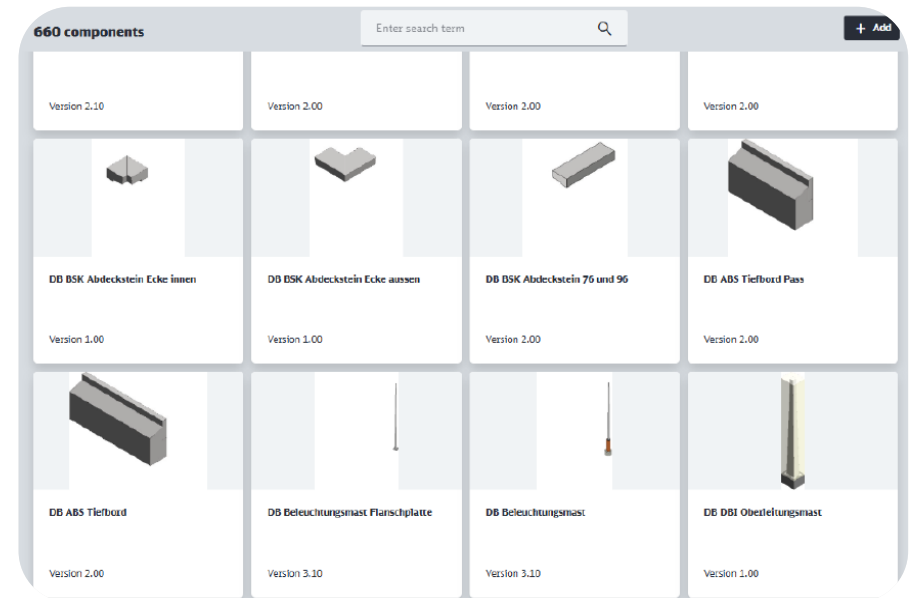 660 components
Enter search term
+ Add
Version 2.10
Version 2.00
Version 2.00
Version 2.00
DB BSK Abdeckstein Ecke innen
DB BSK Abdeckstein Ecke aussen
DB BSK Abdeckstein 76 und 96
DB ABS Tiefbord Pass
Version 1.00
Version 1.00
Version 2.00
Version 2.00
DB ABS Tiefbord
DB Beleuchtungsmast Flanschplatte
DB Beleuchtungsmast
DB DBI Oberleitungsmast
Version 2.00
Version 3.10
Version 3.10
Version 1.00